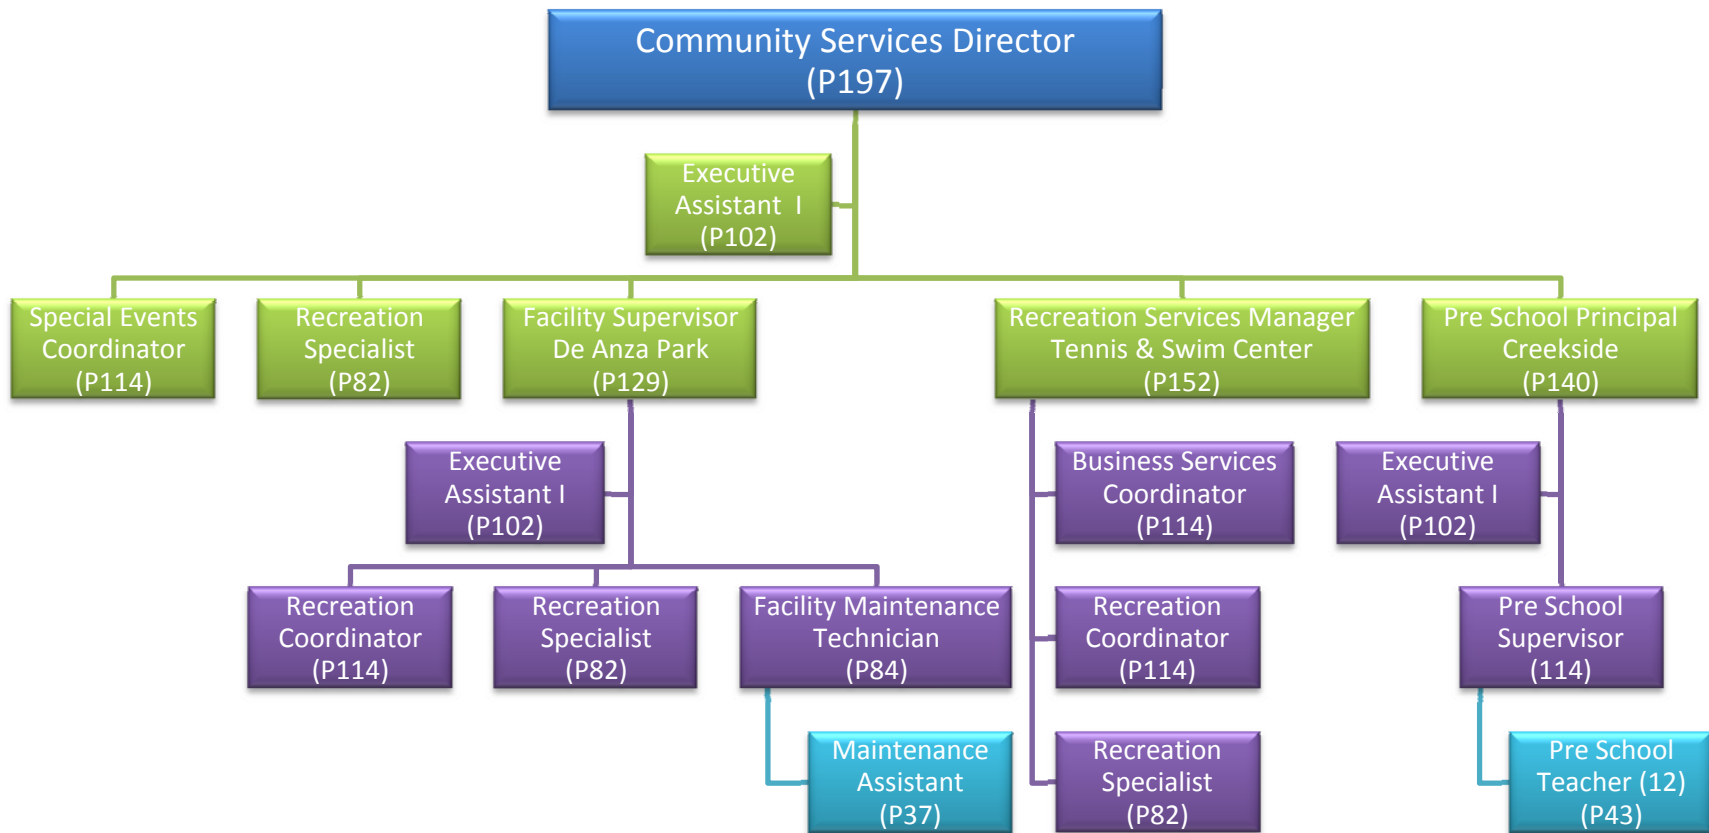 Community Services Director
(P197)
Executive
Assistant I
(P102)
Special Events
Coordinator
(P114)
Recreation
Specialist
(P82)
Facility Supervisor
De Anza Park
(P129)
Recreation Services Manager
Tennis & Swim Center
(P152)
Pre School Principal
Creekside
(P140)
Executive
Assistant I
(P102)
Business Services
Coordinator
(P114)
Executive
Assistant I
(P102)
Recreation
Coordinator
(P114)
Recreation
Specialist
(P82)
Facility Maintenance
Technician
(P84)
Recreation
Coordinator
(P114)
Pre School
Supervisor
(114)
Maintenance
Assistant
(P37)
Recreation
Specialist
(P82)
Pre School
Teacher (12)
(P43)